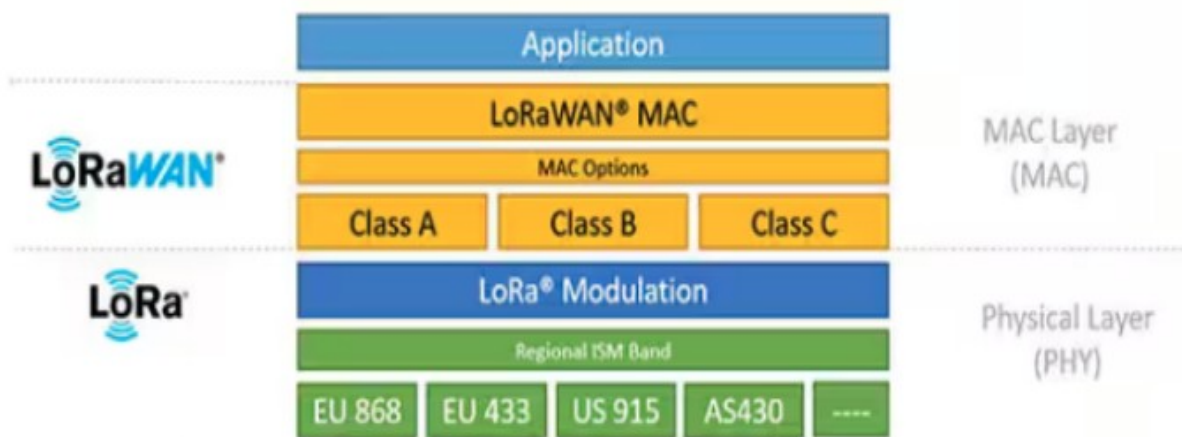 Application
LoRaWAN® MAC
MAC Layer
(MAC)
LoRaWAN®
MAC Options
Class A Class B Class C
LoRa® Modulation
LoRa®
Physical Layer
(PHY)
Regional ISM Band
EU 868 EU 433 US 915 AS430 ----